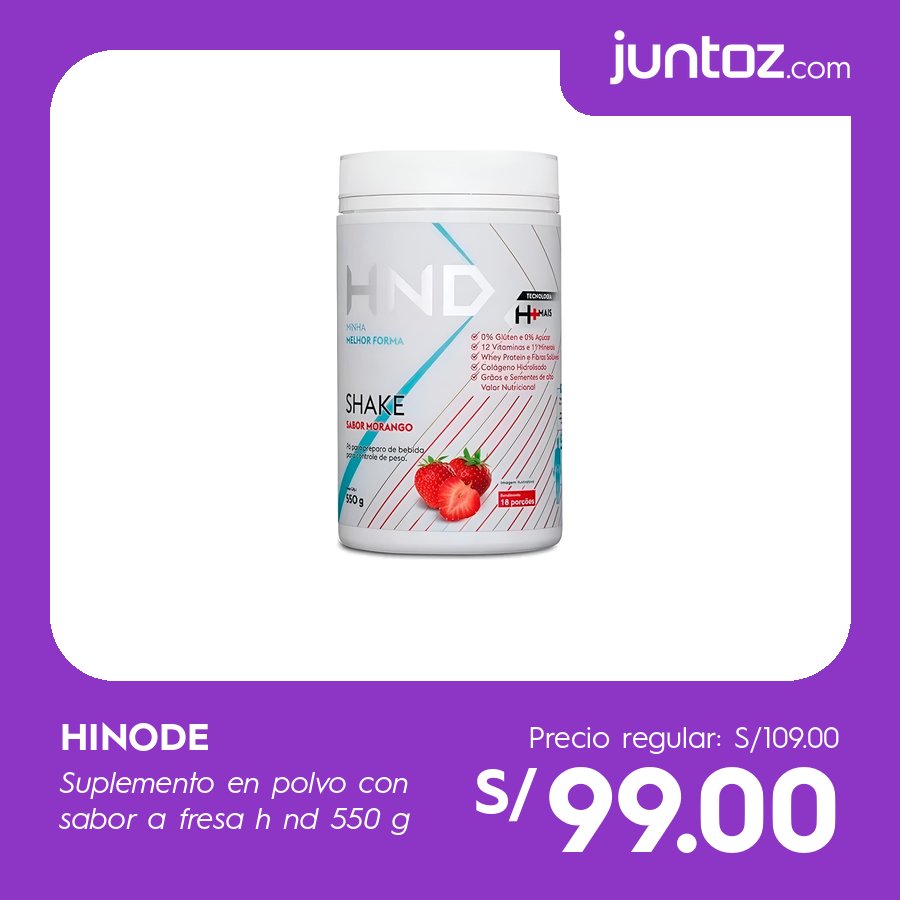 juntoz.com
HND
MINHA
MELHOR FORMA
TECNOLOGIA
H+MAIS
0% Glúten e 0% Açúcar
12 Vitaminas e 11 Minerais
Whey Protein e Fibras Solúveis
Colágeno Hidrolisado
Grãos e Sementes de alto
Valor Nutricional
SHAKE
SABOR MORANGO
Pó para preparo de bebida
para controle de peso.
550 g
Imagem ilustrativa
Rendimento
18 porções
HINODE
Suplemento en polvo con
sabor a fresa h nd 550 g
Precio regular: S/109.00
S/99.00